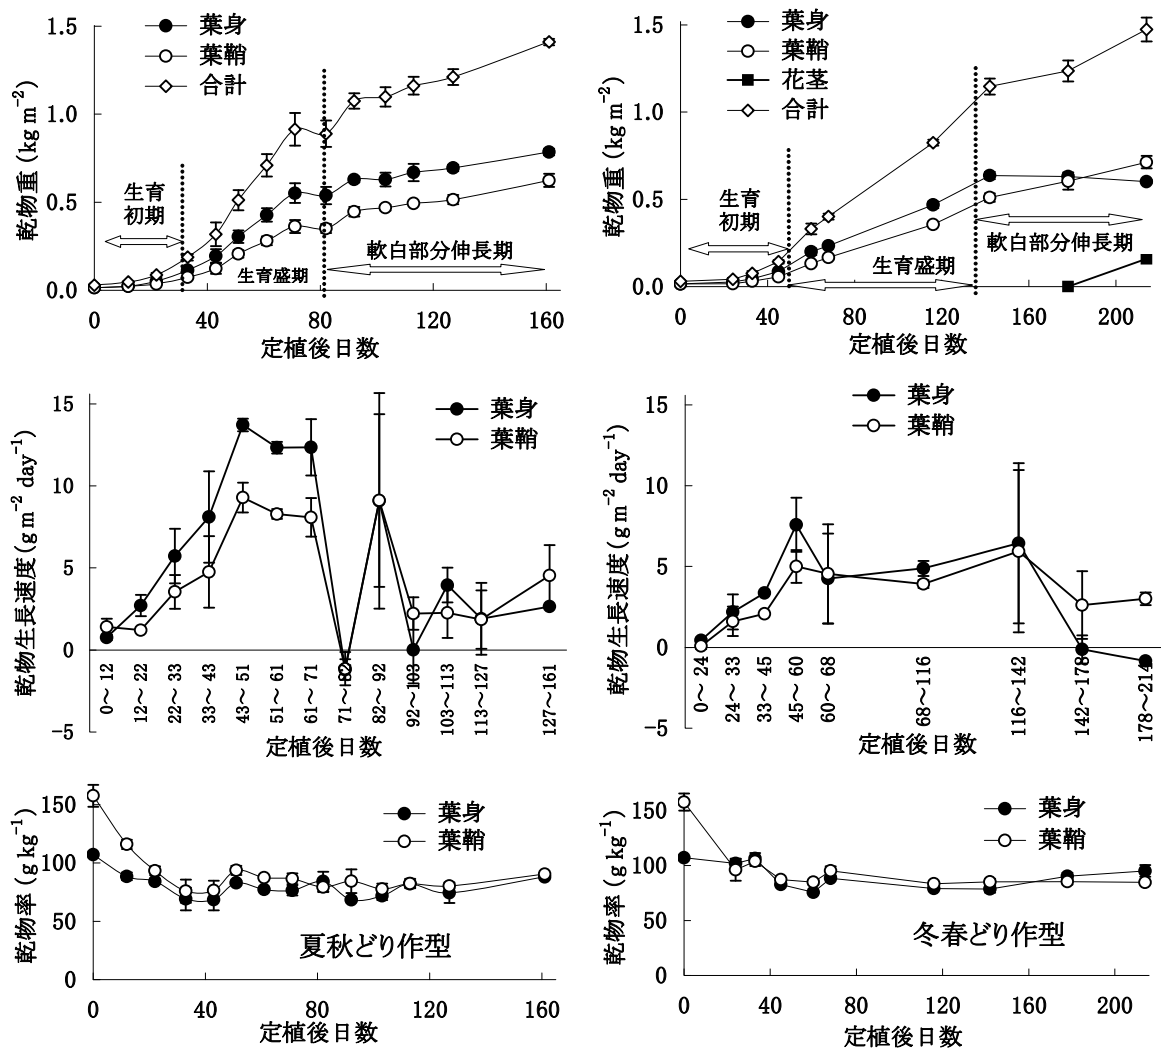 1.5
1.0
0.5
0.0
乾物重 (kg m⁻²)
葉身
葉鞘
合計
生育
初期
生育盛期
軟白部分伸長期
0 40 80 120 160
定植後日数
1.5
1.0
0.5
0.0
乾物重 (kg m⁻²)
葉身
葉鞘
花茎
合計
生育
初期
生育盛期
軟白部分伸長期
0 40 80 120 160 200
定植後日数
15
10
5
0
−5
乾物生長速度(g m⁻² day⁻¹)
葉身
葉鞘
0～ 12
12～ 22
22～ 33
33～ 43
43～ 51
51～ 61
61～ 71
82～ 92
92～103
103～113
113～127
127～161
定植後日数
15
10
5
0
−5
乾物生長速度(g m⁻² day⁻¹)
葉身
葉鞘
0～ 24
24～ 33
33～ 45
45～ 60
60～ 68
68～116
116～142
142～178
178～214
定植後日数
150
100
50
0
乾物率 (g kg⁻¹)
葉身
葉鞘
夏秋どり作型
0 40 80 120 160
定植後日数
150
100
50
0
乾物率 (g kg⁻¹)
葉身
葉鞘
冬春どり作型
0 40 80 120 160 200
定植後日数